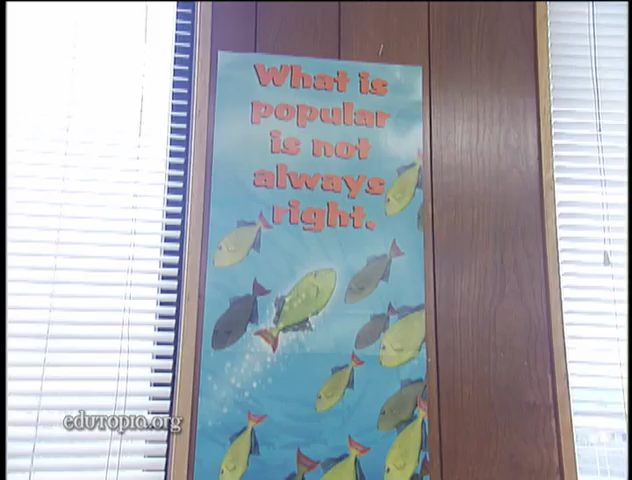 What is
popular
is not
always
right.
edutopia.org